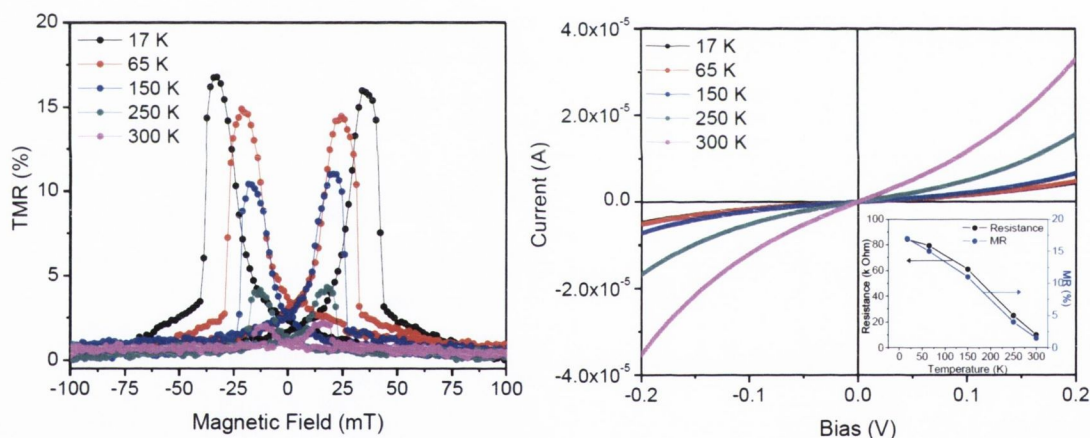 20
15
10
5
0
TMR (%)
17 K
65 K
150 K
250 K
300 K
-100 -75 -50 -25 0 25 50 75 100
Magnetic Field (mT)
4.0x10⁻⁵
2.0x10⁻⁵
0.0
-2.0x10⁻⁵
-4.0x10⁻⁵
Current (A)
17 K
65 K
150 K
250 K
300 K
-0.2 -0.1 0.0 0.1 0.2
Bias (V)
100
80
60
40
20
0
Resistance (k Ohm)
Resistance
MR
20
15
10
5
0
MR (%)
0 50 100 150 200 250 300
Temperature (K)